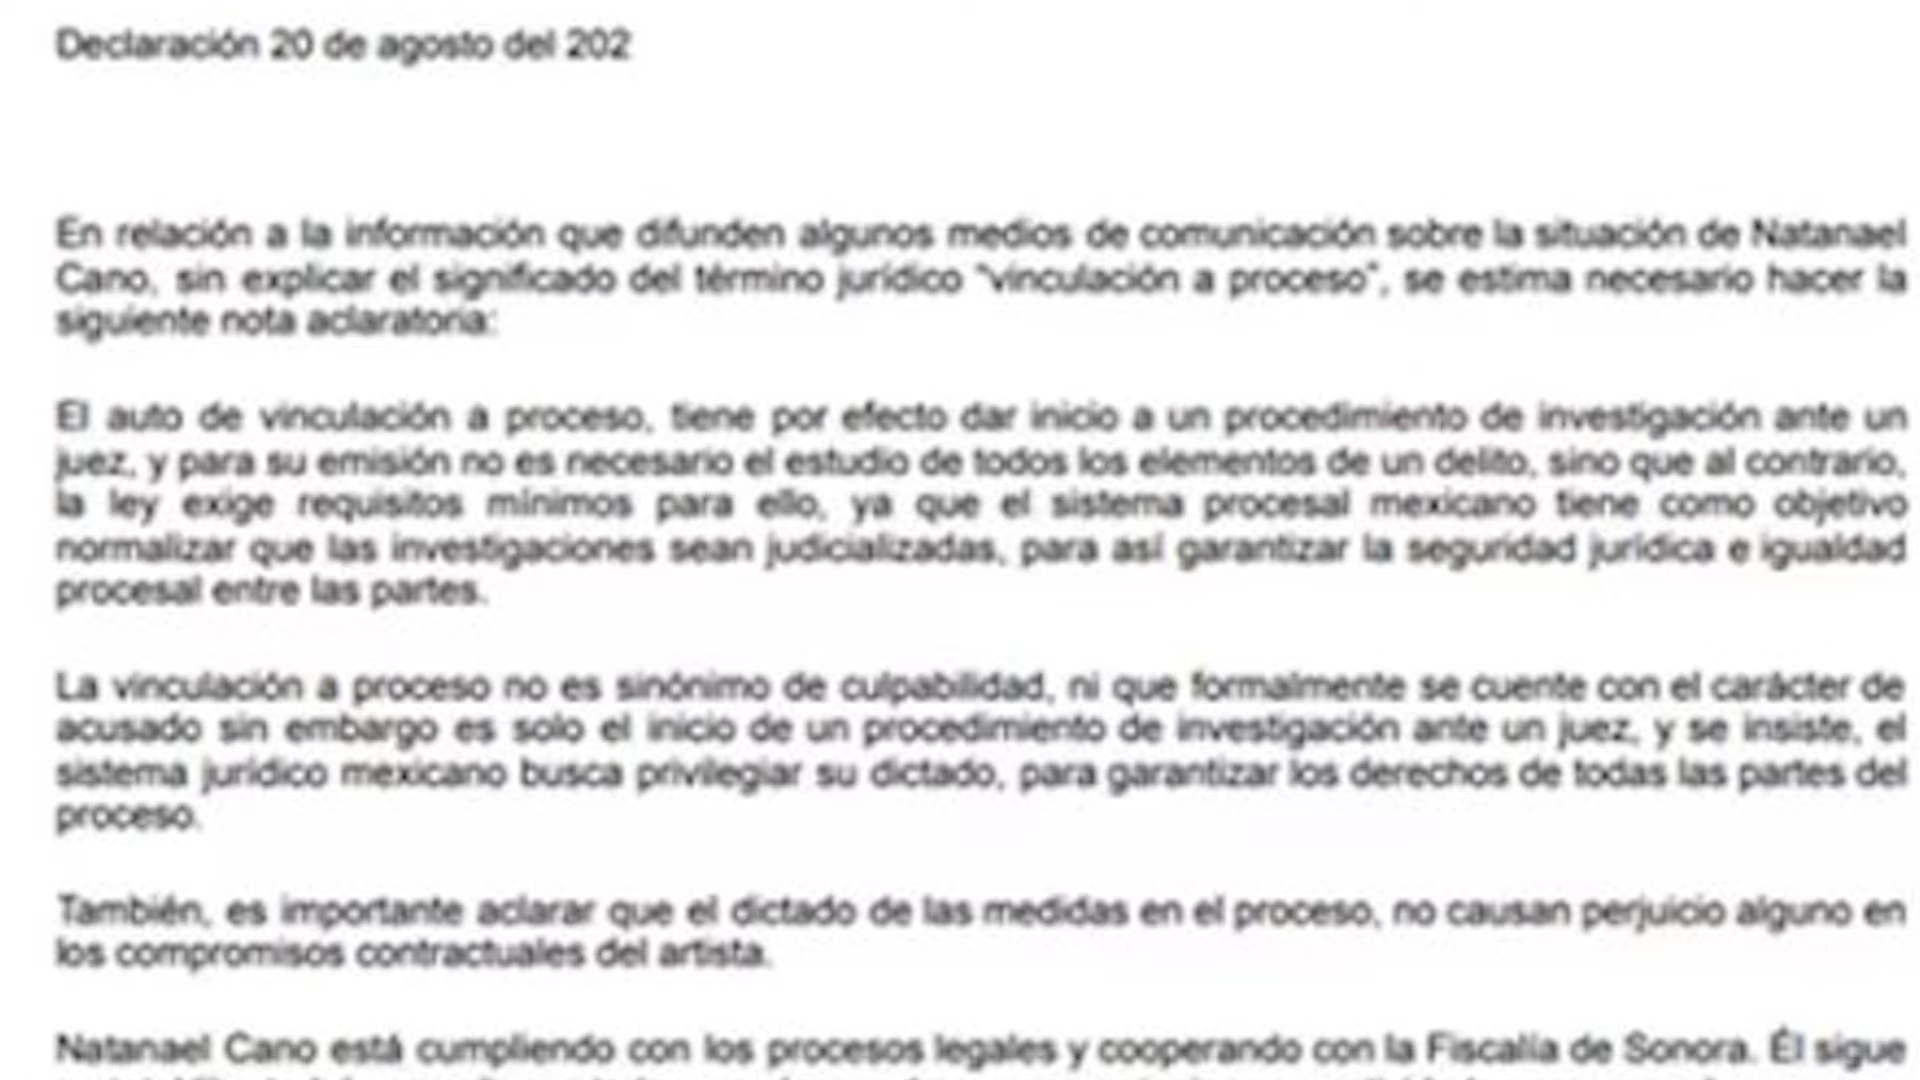 Declaración 20 de agosto del 202
En relación a la información que difunden algunos medios de comunicación sobre la situación de Natanael
Cano, sin explicar el significado del término jurídico "vinculación a proceso", se estima necesario hacer la
siguiente nota aclaratoria:
El auto de vinculación a proceso, tiene por efecto dar inicio a un procedimiento de investigación ante un
juez, y para su emisión no es necesario el estudio de todos los elementos de un delito, sino que al contrario,
la ley exige requisitos mínimos para ello, ya que el sistema procesal mexicano tiene como objetivo
normalizar que las investigaciones sean judicializadas, para así garantizar la seguridad jurídica e igualdad
procesal entre las partes.
La vinculación a proceso no es sinónimo de culpabilidad, ni que formalmente se cuente con el carácter de
acusado sin embargo es solo el inicio de un procedimiento de investigación ante un juez, y se insiste, el
sistema jurídico mexicano busca privilegiar su dictado, para garantizar los derechos de todas las partes del
proceso.
También, es importante aclarar que el dictado de las medidas en el proceso, no causan perjuicio alguno en
los compromisos contractuales del artista.
Natanael Cano está cumpliendo con los procesos legales y cooperando con la Fiscalía de Sonora. Él sigue